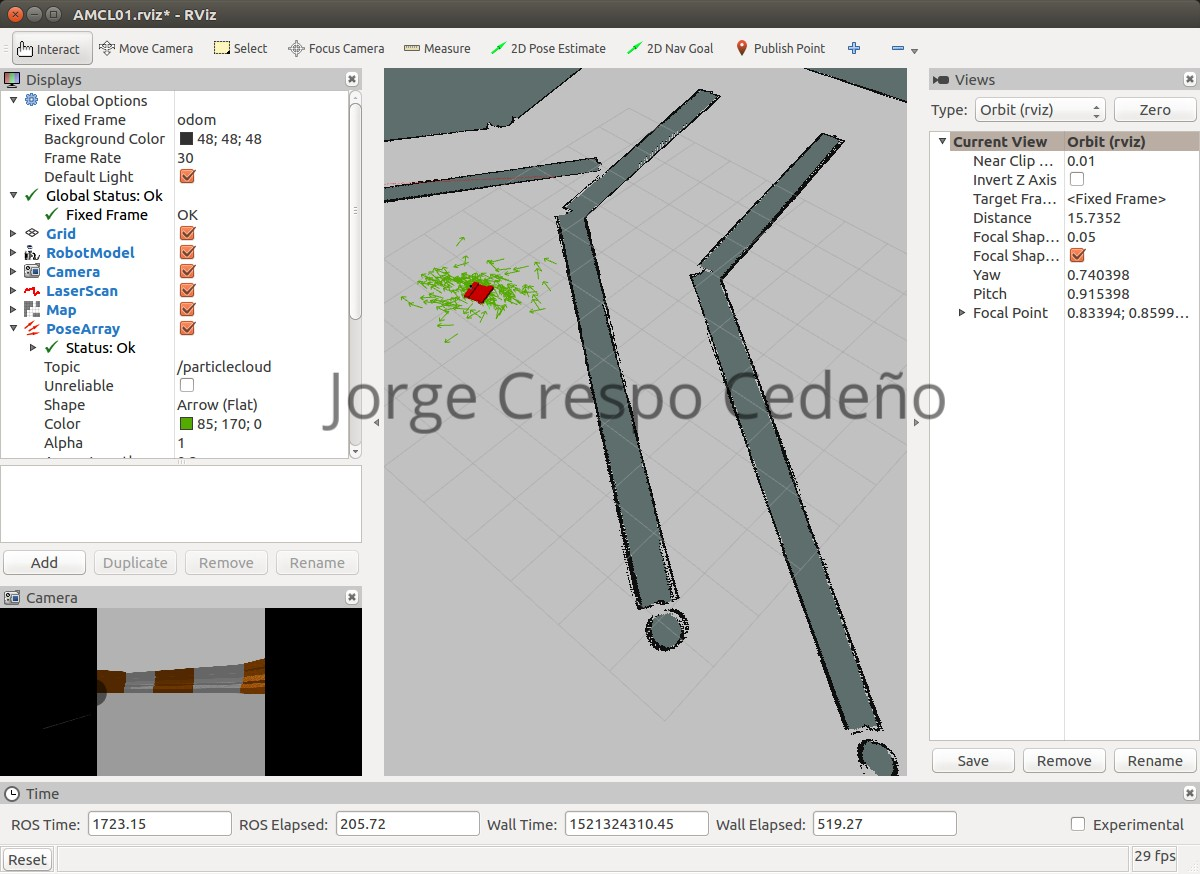 AMCL01.rviz* - RViz
Interact Move Camera Select Focus Camera Measure 2D Pose Estimate 2D Nav Goal Publish Point
Displays
Global Options
Fixed Frame odom
Background Color 48; 48; 48
Frame Rate 30
Default Light
Global Status: Ok
Fixed Frame OK
Grid
RobotModel
Camera
LaserScan
Map
PoseArray
Status: Ok
Topic /particlecloud
Unreliable
Shape Arrow (Flat)
Color 85; 170; 0
Alpha 1
Add Duplicate Remove Rename
Camera
Jorge Crespo Cedeño
Views
Type: Orbit (rviz) Zero
Current View Orbit (rviz)
Near Clip ... 0.01
Invert Z Axis
Target Fra... <Fixed Frame>
Distance 15.7352
Focal Shap... 0.05
Focal Shap...
Yaw 0.740398
Pitch 0.915398
Focal Point 0.83394; 0.8599...
Save Remove Rename
Time
ROS Time: 1723.15 ROS Elapsed: 205.72 Wall Time: 1521324310.45 Wall Elapsed: 519.27 Experimental
Reset 29 fps